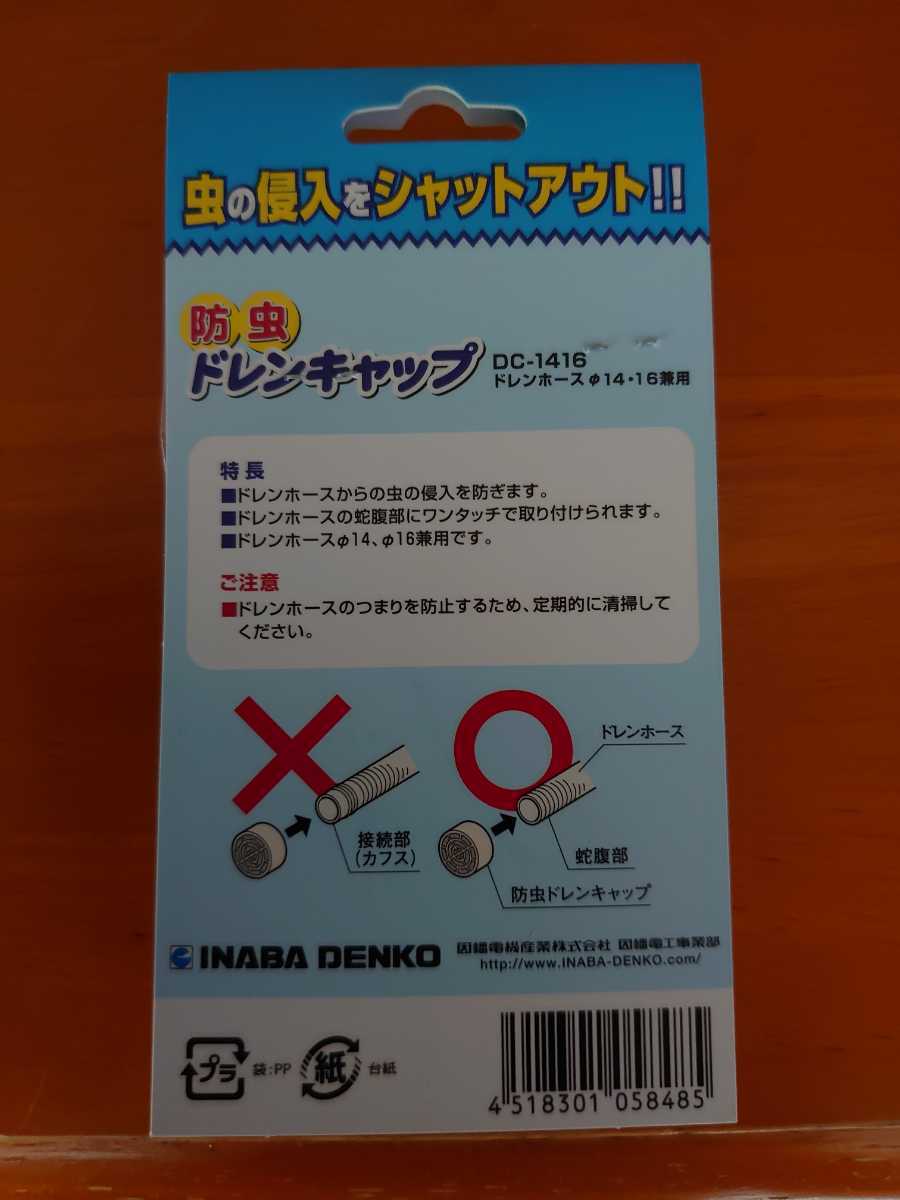 虫の侵入をシャットアウト!!
防虫
ドレンキャップ
DC-1416
ドレンホースφ14・16兼用
特長
■ドレンホースからの虫の侵入を防ぎます。
■ドレンホースの蛇腹部にワンタッチで取り付けられます。
■ドレンホースφ14、φ16兼用です。
ご注意
■ドレンホースのつまりを防止するため、定期的に清掃して
ください。
ドレンホース
接続部
(カフス)
蛇腹部
防虫ドレンキャップ
INABA DENKO
因幡電機産業株式会社 因幡電工事業部
http://www.INABA-DENKO.com/
プラ
袋:PP
紙
台紙
4 518301 058485